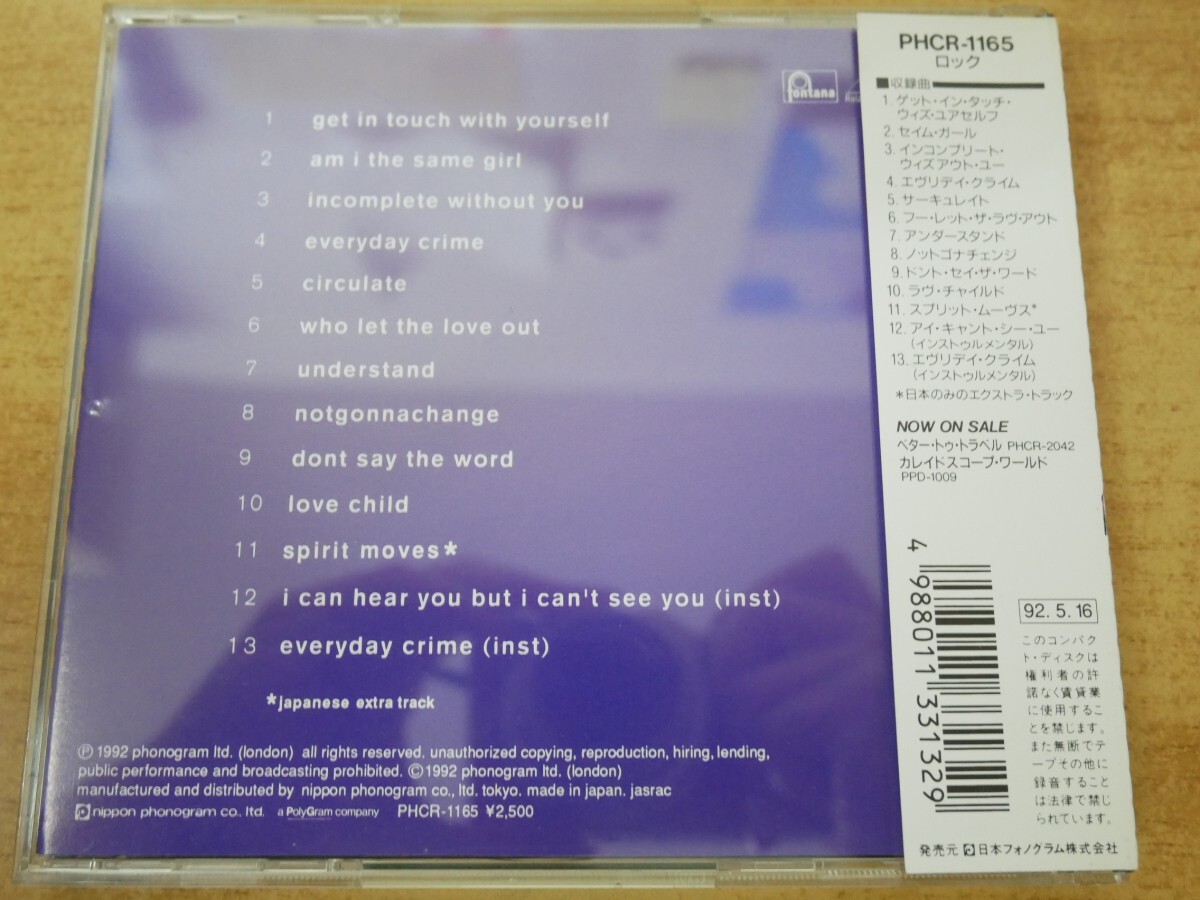 fontana
1 get in touch with yourself
2 am i the same girl
3 incomplete without you
4 everyday crime
5 circulate
6 who let the love out
7 understand
8 notgonnachange
9 dont say the word
10 love child
11 spirit moves*
12 i can hear you but i can't see you (inst)
13 everyday crime (inst)
*japanese extra track
Ⓟ 1992 phonogram ltd. (london) all rights reserved. unauthorized copying, reproduction, hiring, lending,
public performance and broadcasting prohibited. ©1992 phonogram ltd. (london)
manufactured and distributed by nippon phonogram co., ltd. tokyo. made in japan. jasrac
nippon phonogram co., ltd. a PolyGram company PHCR-1165 ¥2,500
PHCR-1165
ロック
■収録曲
1. ゲット・イン・タッチ・
ウィズ・ユアセルフ
2. セイム・ガール
3. インコンプリート・
ウィズアウト・ユー
4. エヴリデイ・クライム
5. サーキュレイト
6. フー・レット・ザ・ラヴ・アウト
7. アンダースタンド
8. ノットゴナチェンジ
9. ドント・セイ・ザ・ワード
10. ラヴ・チャイルド
11. スプリット・ムーヴス*
12. アイ・キャント・シー・ユー
(インストゥルメンタル)
13. エヴリデイ・クライム
(インストゥルメンタル)
*日本のみのエクストラ・トラック
NOW ON SALE
ベター・トゥ・トラベル PHCR-2042
カレイドスコープ・ワールド
PPD-1009
4 988011 331329
92. 5. 16
このコンパク
ト・ディスクは
権利者の許
諾なく賃貸業
に使用するこ
とを禁じます。
また無断でテ
ープその他に
録音すること
は法律で禁じ
られています。
発売元 日本フォノグラム株式会社